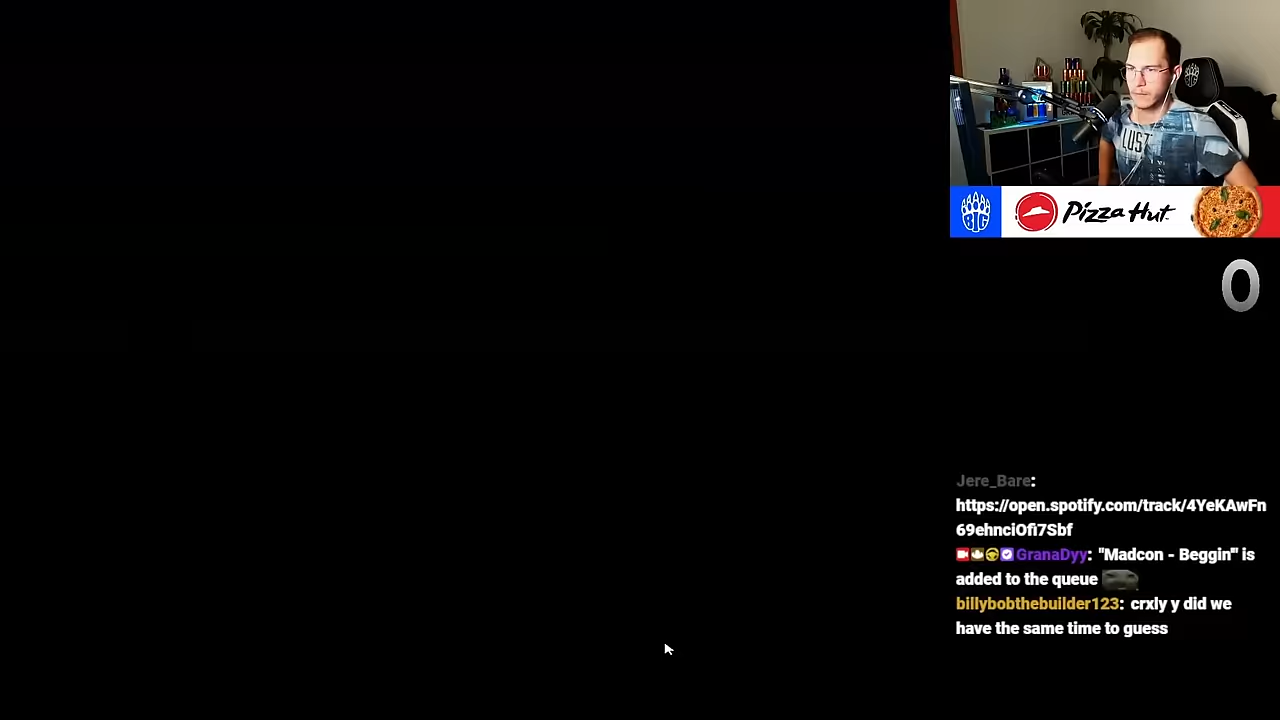 LUST
BIG
Pizza Hut
0
Jere_Bare:
https://open.spotify.com/track/4YeKAwFn
69ehnciOfi7Sbf
GranaDyy: "Madcon - Beggin'" is
added to the queue
billybobthebuilder123: crxly y did we
have the same time to guess